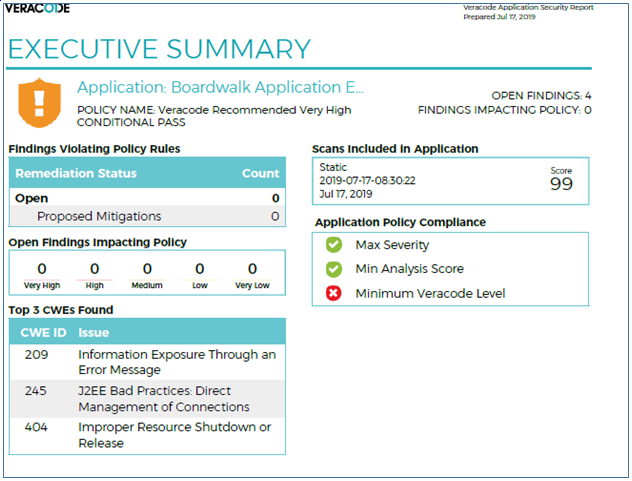 VERACODE
Veracode Application Security Report
Prepared Jul 17, 2019
EXECUTIVE SUMMARY
Application: Boardwalk Application E...
POLICY NAME: Veracode Recommended Very High
CONDITIONAL PASS
OPEN FINDINGS: 4
FINDINGS IMPACTING POLICY: 0
Findings Violating Policy Rules
Remediation Status Count
Open 0
Proposed Mitigations 0
Open Findings Impacting Policy
0 0 0 0 0
Very High High Medium Low Very Low
Top 3 CWEs Found
CWE ID Issue
209 Information Exposure Through an
Error Message
245 J2EE Bad Practices: Direct
Management of Connections
404 Improper Resource Shutdown or
Release
Scans Included in Application
Static
2019-07-17-08:30:22
Jul 17, 2019
Score
99
Application Policy Compliance
Max Severity
Min Analysis Score
Minimum Veracode Level